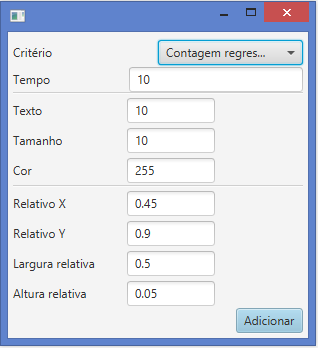 Critério Contagem regres...
Tempo 10
Texto 10
Tamanho 10
Cor 255
Relativo X 0.45
Relativo Y 0.9
Largura relativa 0.5
Altura relativa 0.05
Adicionar